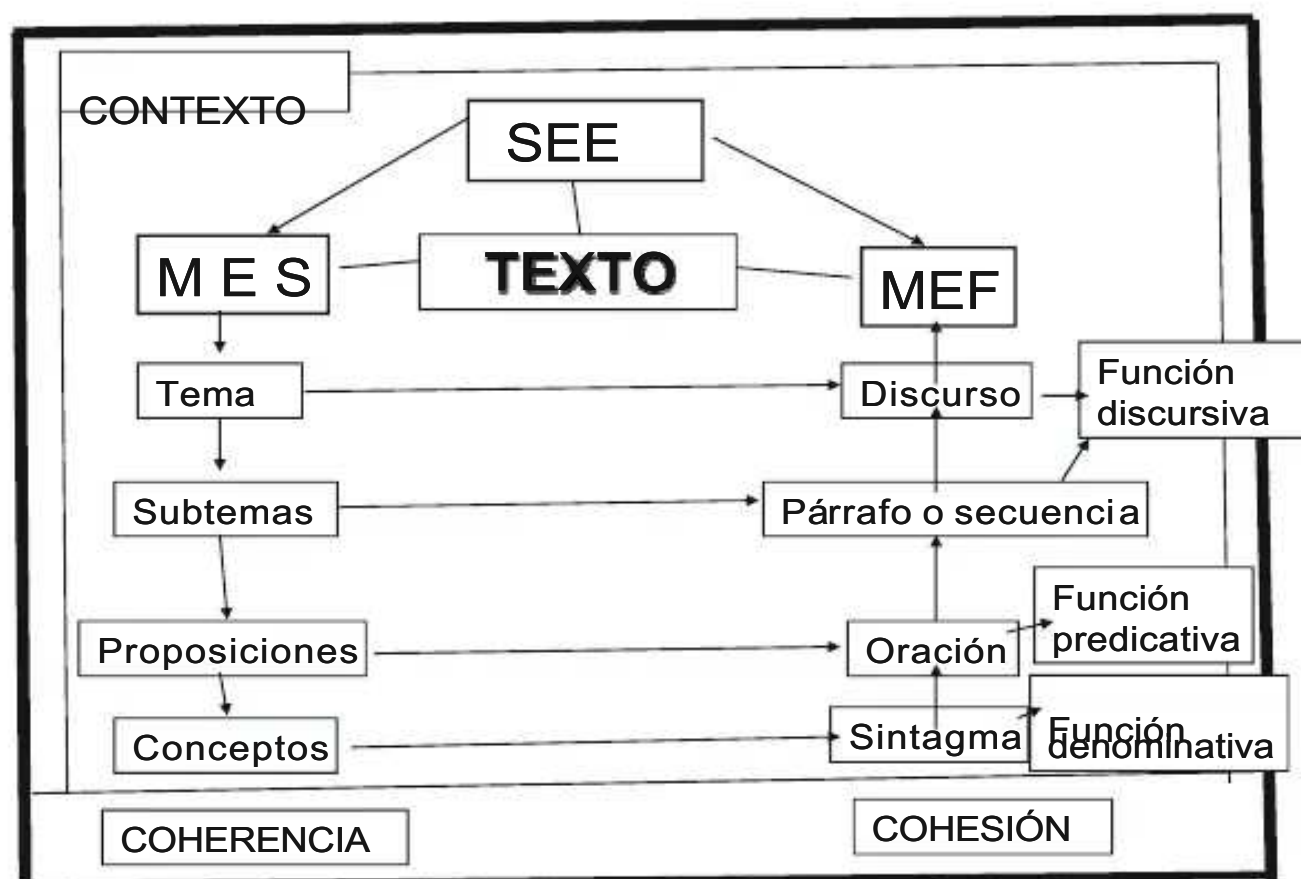 CONTEXTO
SEE
M E S
TEXTO
MEF
Tema
Discurso
Función
discursiva
Subtemas
Párrafo o secuencia
Función
predicativa
Proposiciones
Oración
Conceptos
Sintagma
Función
denominativa
COHERENCIA
COHESIÓN